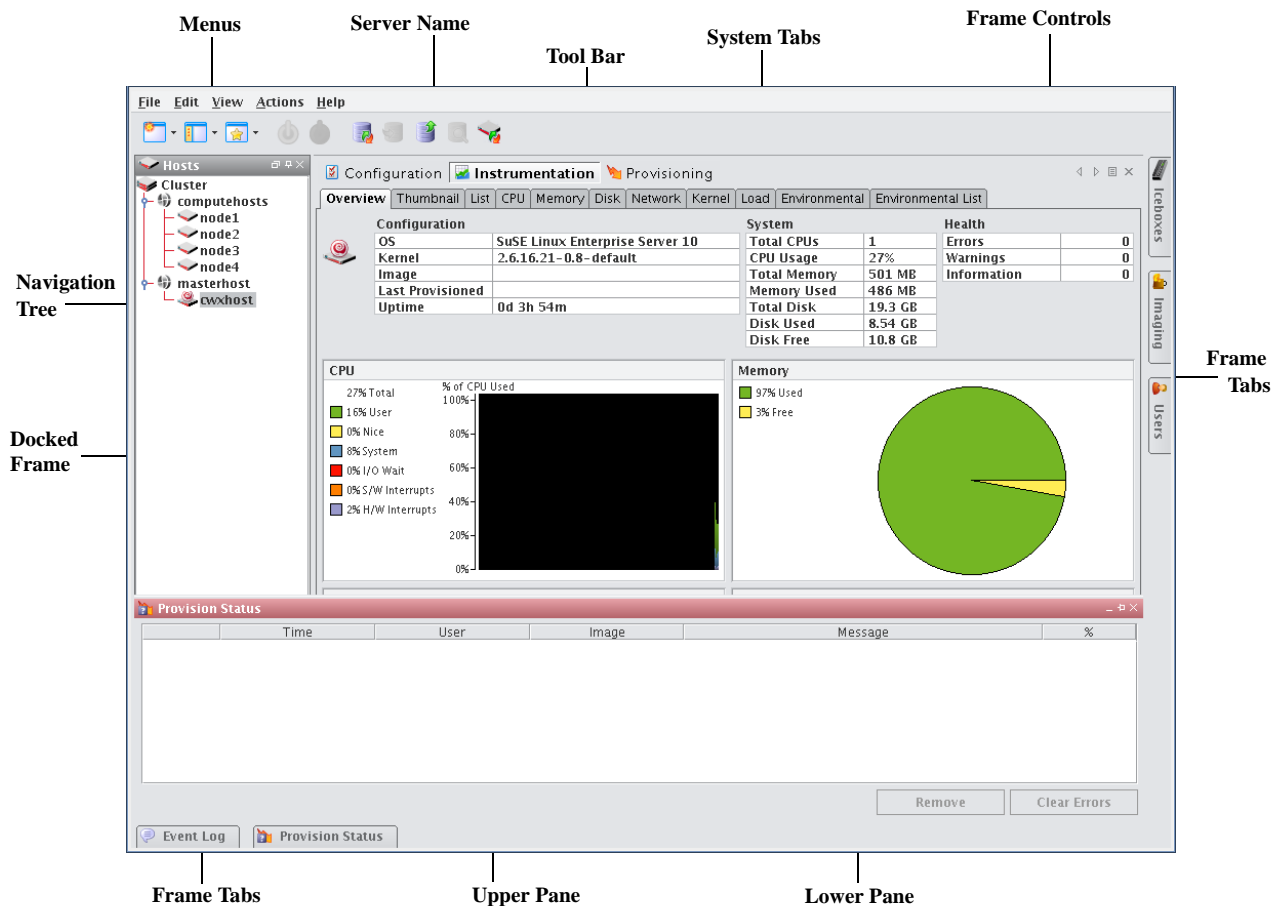 Menus
Server Name
Tool Bar
System Tabs
Frame Controls
File Edit View Actions Help
Hosts
Cluster
computehosts
node1
node2
node3
node4
masterhost
cwxhost
Navigation
Tree
Docked
Frame
Configuration Instrumentation Provisioning
Overview Thumbnail List CPU Memory Disk Network Kernel Load Environmental Environmental List
Configuration
OS SuSE Linux Enterprise Server 10
Kernel 2.6.16.21-0.8-default
Image
Last Provisioned
Uptime 0d 3h 54m
System
Total CPUs 1
CPU Usage 27%
Total Memory 501 MB
Memory Used 486 MB
Total Disk 19.3 GB
Disk Used 8.54 GB
Disk Free 10.8 GB
Health
Errors 0
Warnings 0
Information 0
CPU
27% Total
16% User
0% Nice
8% System
0% I/O Wait
0% S/W Interrupts
2% H/W Interrupts
% of CPU Used
100%
80%
60%
40%
20%
0%
Memory
97% Used
3% Free
Iceboxes
Imaging
Users
Frame
Tabs
Provision Status
Time User Image Message %
Remove Clear Errors
Event Log Provision Status
Frame Tabs
Upper Pane
Lower Pane